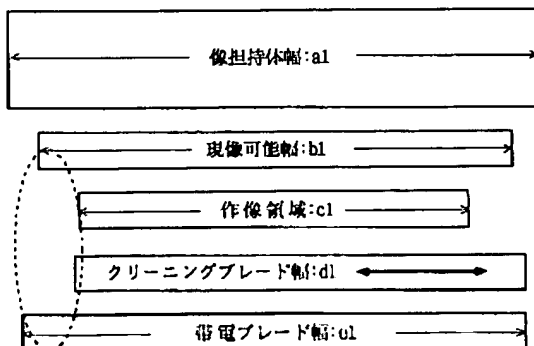 像担持体幅:a1
現像可能幅:b1
作像領域:c1
クリーニングブレード幅:d1
帯電ブレード幅:e1